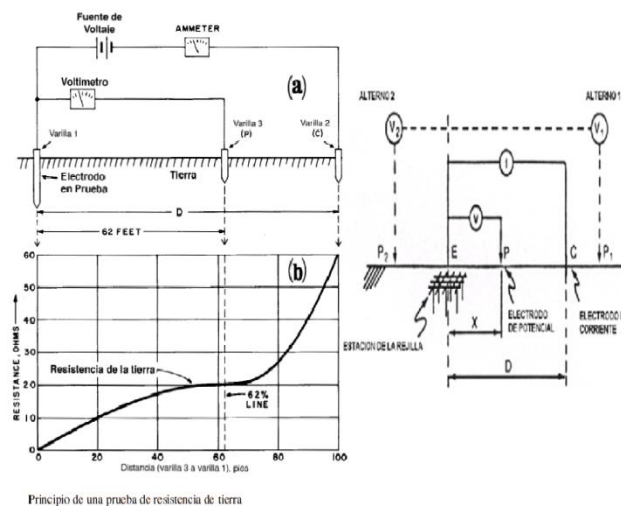 Fuente de
Voltaje
AMMETER
Voltimetro
(a)
Varilla 1
Varilla 3
(P)
Varilla 2
(C)
Electrodo
en Prueba
Tierra
D
62 FEET
(b)
RESISTANCE, OHMS
60
50
40
30
20
10
0
Resistencia de la tierra
62%
LINE
0 20 40 60 80 100
Distancia (varilla 3 a varilla 1), pies
ALTERNO 2
ALTERNO 1
V2
V1
I
V
P2
E
P
C
P1
X
ESTACION DE LA REJILLA
ELECTRODO
DE POTENCIAL
ELECTRODO
CORRIENTE
D
Principio de una prueba de resistencia de tierra